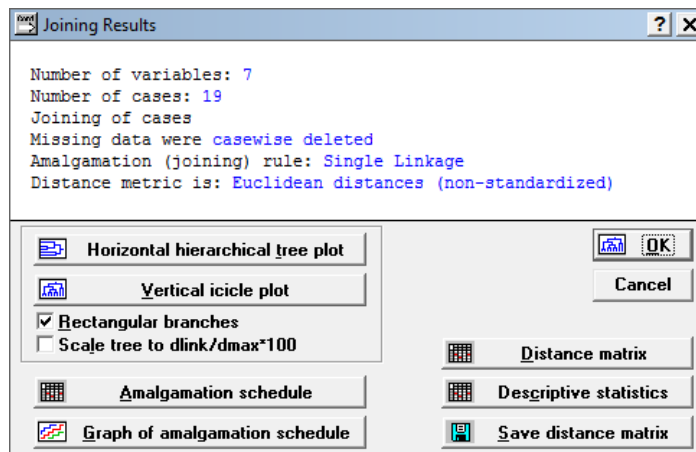 Joining Results
Number of variables: 7
Number of cases: 19
Joining of cases
Missing data were casewise deleted
Amalgamation (joining) rule: Single Linkage
Distance metric is: Euclidean distances (non-standardized)
Horizontal hierarchical tree plot
Vertical icicle plot
Rectangular branches
Scale tree to dlink/dmax*100
Amalgamation schedule
Graph of amalgamation schedule
OK
Cancel
Distance matrix
Descriptive statistics
Save distance matrix